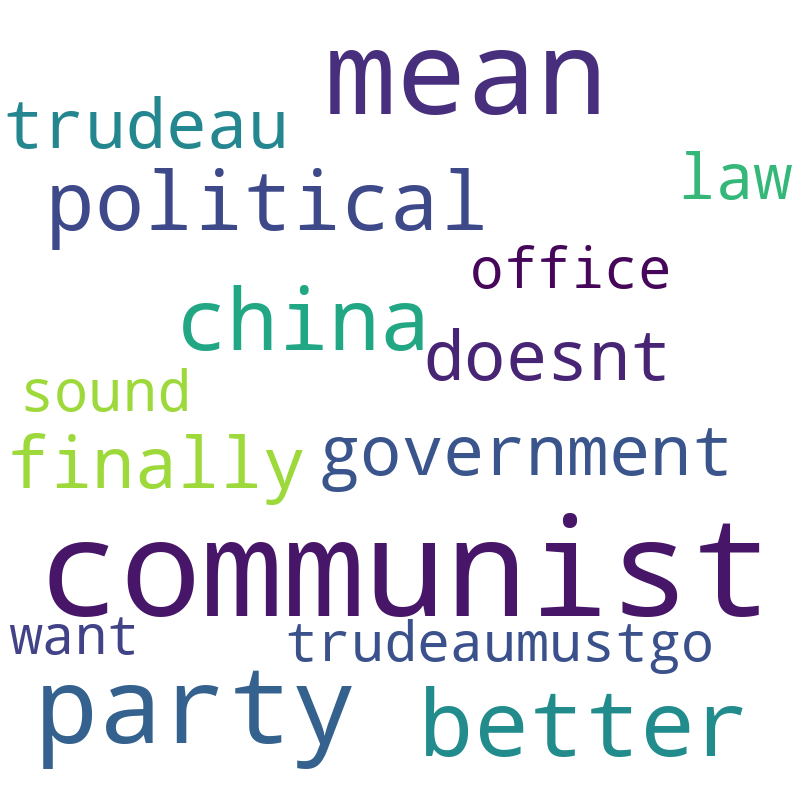 mean
trudeau
law
political
office
china
doesnt
sound
finally
government
communist
want
trudeaumustgo
party
better